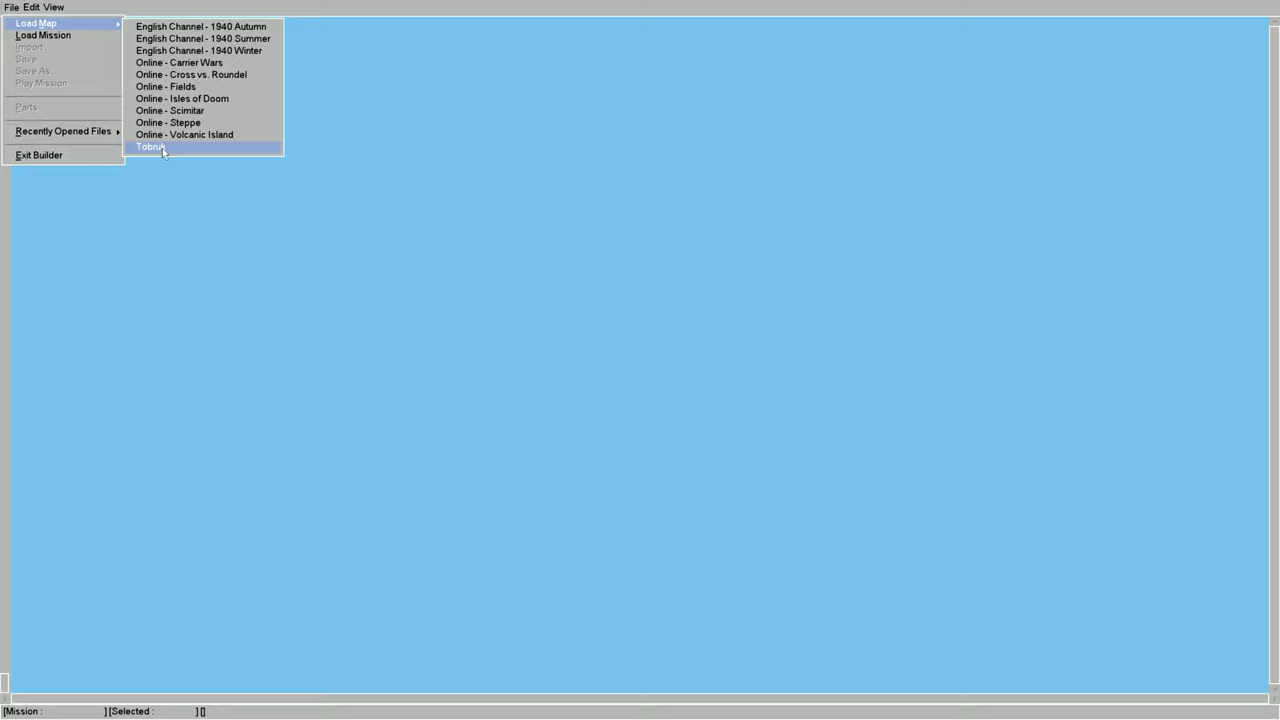 File Edit View
Load Map
Load Mission
Import
Save
Save As..
Play Mission
Parts
Recently Opened Files
Exit Builder
English Channel - 1940 Autumn
English Channel - 1940 Summer
English Channel - 1940 Winter
Online - Carrier Wars
Online - Cross vs. Roundel
Online - Fields
Online - Isles of Doom
Online - Scimitar
Online - Steppe
Online - Volcanic Island
Tobruk
[Mission : ] [Selected : ] []